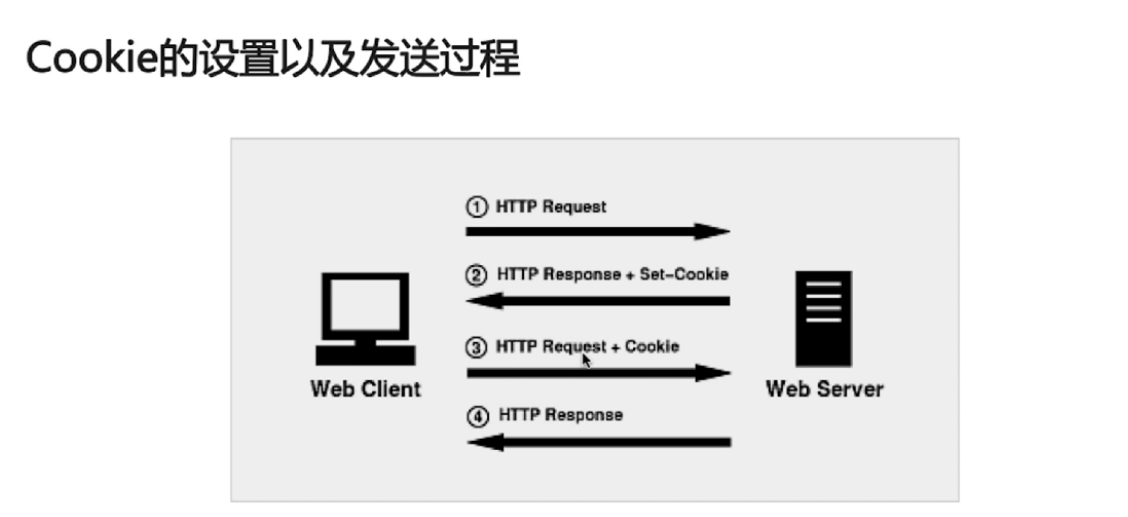 Cookie的设置以及发送过程
① HTTP Request
② HTTP Response + Set-Cookie
③ HTTP Request + Cookie
Web Client
Web Server
④ HTTP Response